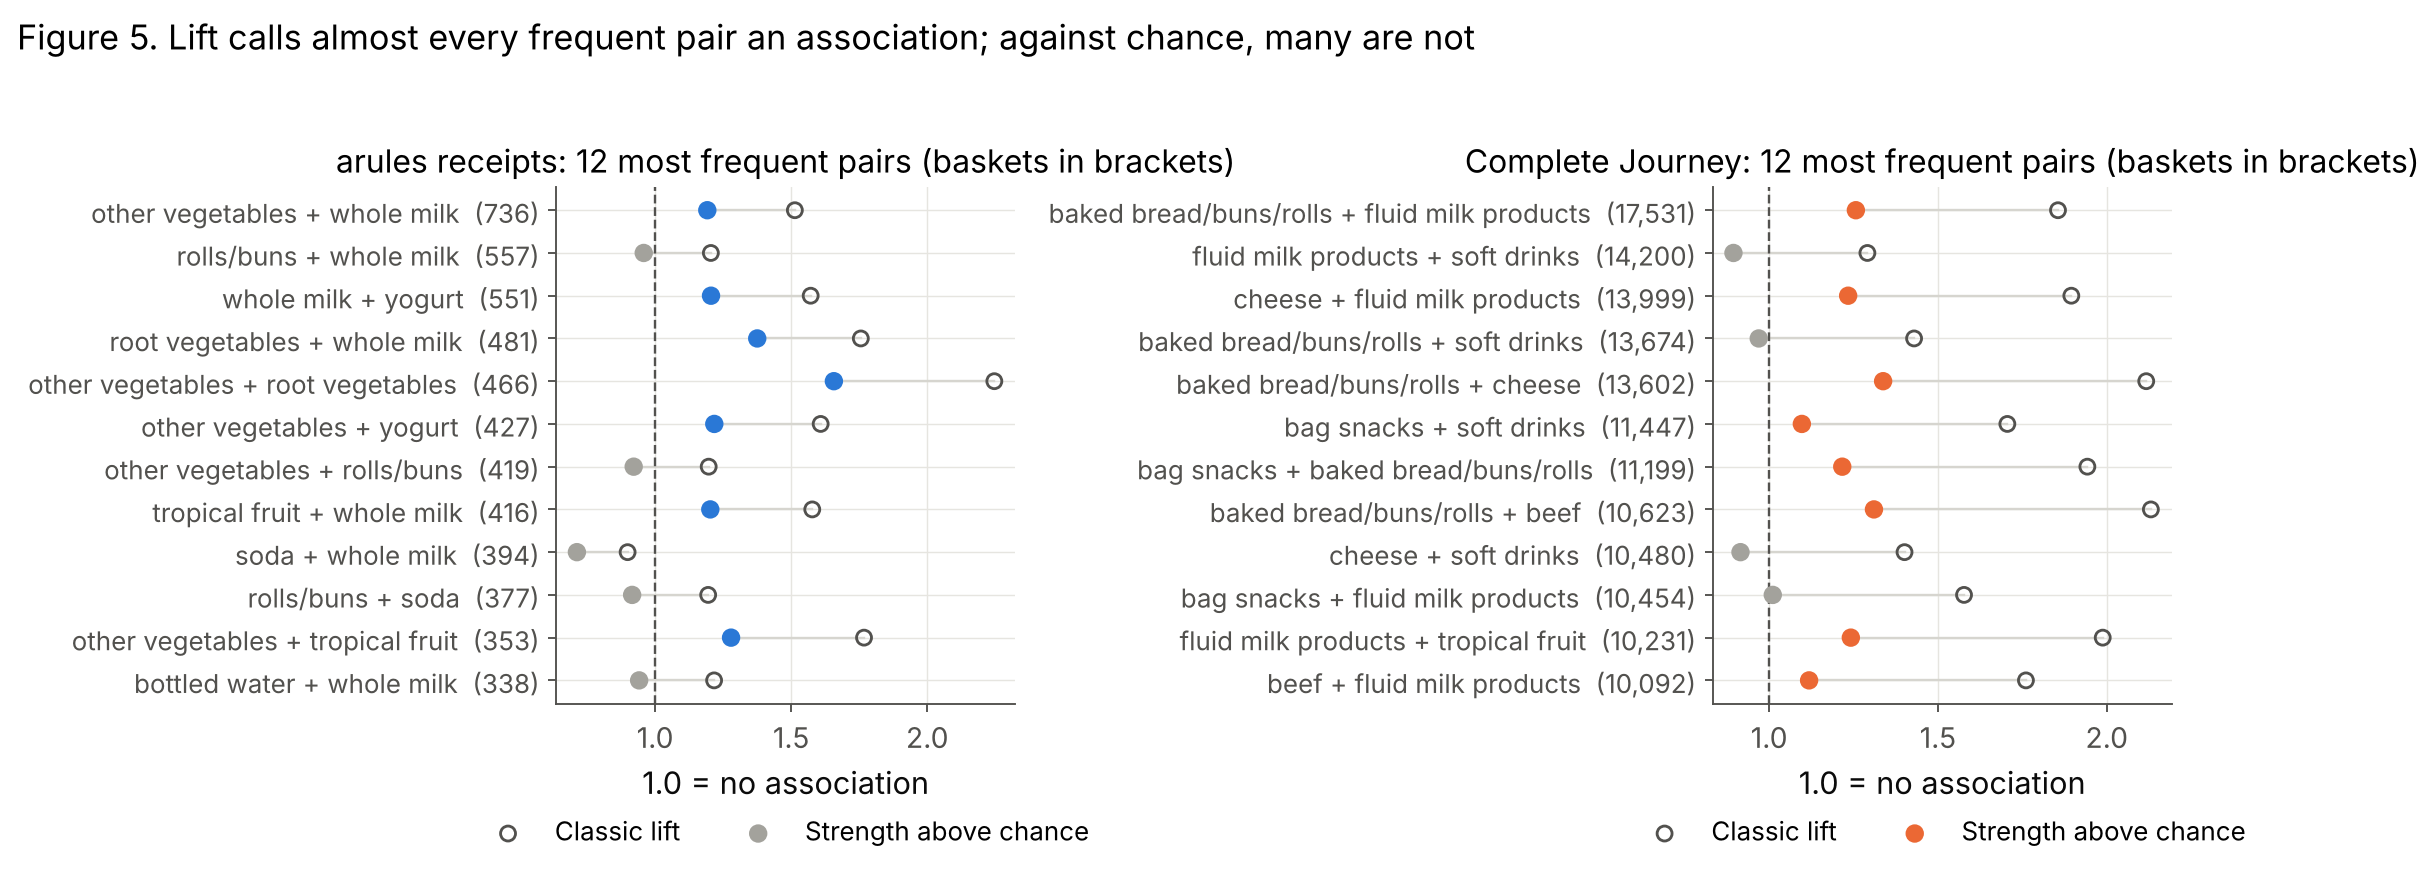 Figure 5. Lift calls almost every frequent pair an association; against chance, many are not
arules receipts: 12 most frequent pairs (baskets in brackets)
other vegetables + whole milk (736)
rolls/buns + whole milk (557)
whole milk + yogurt (551)
root vegetables + whole milk (481)
other vegetables + root vegetables (466)
other vegetables + yogurt (427)
other vegetables + rolls/buns (419)
tropical fruit + whole milk (416)
soda + whole milk (394)
rolls/buns + soda (377)
other vegetables + tropical fruit (353)
bottled water + whole milk (338)
1.0 1.5 2.0
1.0 = no association
Classic lift Strength above chance
Complete Journey: 12 most frequent pairs (baskets in brackets)
baked bread/buns/rolls + fluid milk products (17,531)
fluid milk products + soft drinks (14,200)
cheese + fluid milk products (13,999)
baked bread/buns/rolls + soft drinks (13,674)
baked bread/buns/rolls + cheese (13,602)
bag snacks + soft drinks (11,447)
bag snacks + baked bread/buns/rolls (11,199)
baked bread/buns/rolls + beef (10,623)
cheese + soft drinks (10,480)
bag snacks + fluid milk products (10,454)
fluid milk products + tropical fruit (10,231)
beef + fluid milk products (10,092)
1.0 1.5 2.0
1.0 = no association
Classic lift Strength above chance